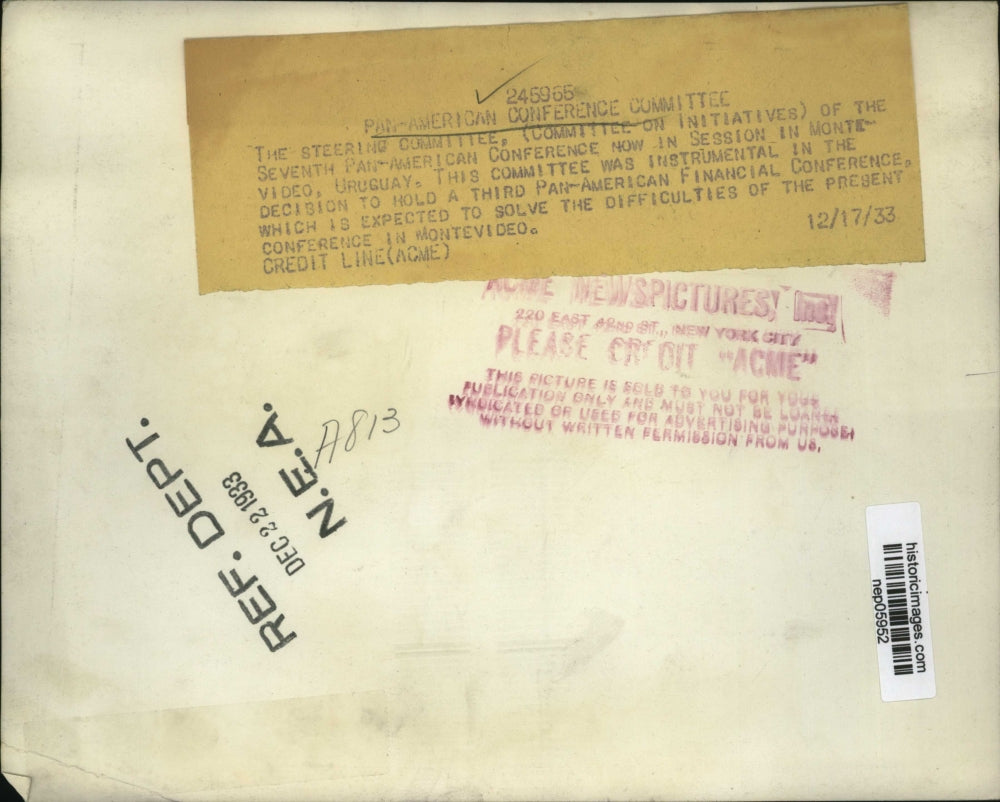 245965
PAN-AMERICAN CONFERENCE COMMITTEE
THE STEERING COMMITTEE, (COMMITTEE ON INITIATIVES) OF THE
SEVENTH PAN-AMERICAN CONFERENCE NOW IN SESSION IN MONTE-
VIDEO, URUGUAY. THIS COMMITTEE WAS INSTRUMENTAL IN THE
DECISION TO HOLD A THIRD PAN-AMERICAN FINANCIAL CONFERENCE,
WHICH IS EXPECTED TO SOLVE THE DIFFICULTIES OF THE PRESENT
CONFERENCE IN MONTEVIDEO.
CREDIT LINE(ACME) 12/17/33
ACME NEWSPICTURES, Inc.
220 EAST 42ND ST., NEW YORK CITY
PLEASE CREDIT "ACME"
THIS PICTURE IS SOLD TO YOU FOR YOUR
PUBLICATION ONLY AND MUST NOT BE LOANED
SYNDICATED OR USED FOR ADVERTISING PURPOSES
WITHOUT WRITTEN PERMISSION FROM US.
A813
REF. DEPT.
DEC 22 1933
N.E.A.
historicimages.com
nep05952